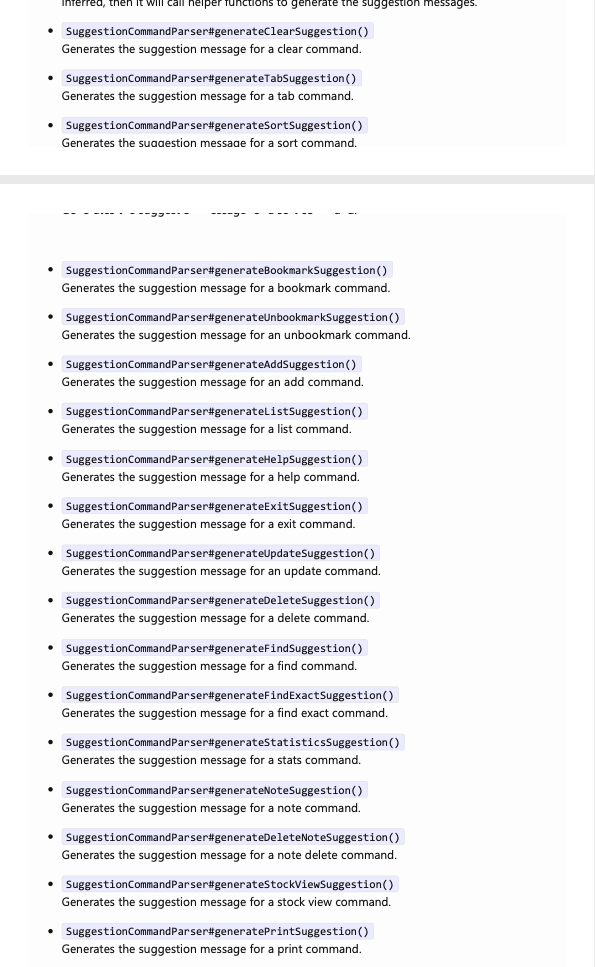 inferred, then it will call helper functions to generate the suggestion messages.
• SuggestionCommandParser#generateClearSuggestion()
Generates the suggestion message for a clear command.
• SuggestionCommandParser#generateTabSuggestion()
Generates the suggestion message for a tab command.
• SuggestionCommandParser#generateSortSuggestion()
Generates the suggestion message for a sort command.
• SuggestionCommandParser#generateBookmarkSuggestion()
Generates the suggestion message for a bookmark command.
• SuggestionCommandParser#generateUnbookmarkSuggestion()
Generates the suggestion message for an unbookmark command.
• SuggestionCommandParser#generateAddSuggestion()
Generates the suggestion message for an add command.
• SuggestionCommandParser#generateListSuggestion()
Generates the suggestion message for a list command.
• SuggestionCommandParser#generateHelpSuggestion()
Generates the suggestion message for a help command.
• SuggestionCommandParser#generateExitSuggestion()
Generates the suggestion message for a exit command.
• SuggestionCommandParser#generateUpdateSuggestion()
Generates the suggestion message for an update command.
• SuggestionCommandParser#generateDeleteSuggestion()
Generates the suggestion message for a delete command.
• SuggestionCommandParser#generateFindSuggestion()
Generates the suggestion message for a find command.
• SuggestionCommandParser#generateFindExactSuggestion()
Generates the suggestion message for a find exact command.
• SuggestionCommandParser#generateStatisticsSuggestion()
Generates the suggestion message for a stats command.
• SuggestionCommandParser#generateNoteSuggestion()
Generates the suggestion message for a note command.
• SuggestionCommandParser#generateDeleteNoteSuggestion()
Generates the suggestion message for a note delete command.
• SuggestionCommandParser#generateStockViewSuggestion()
Generates the suggestion message for a stock view command.
• SuggestionCommandParser#generatePrintSuggestion()
Generates the suggestion message for a print command.